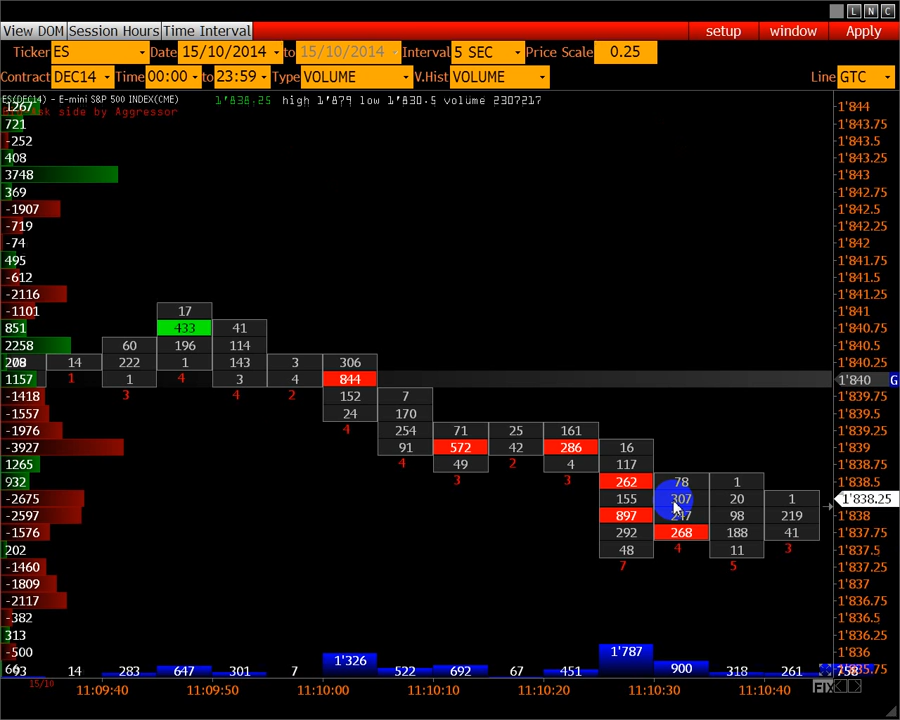 L N C
View DOM Session Hours Time Interval setup window Apply
Ticker ES Date 15/10/2014 to 15/10/2014 Interval 5 SEC Price Scale 0.25
Contract DEC14 Time 00:00 to 23:59 Type VOLUME V.Hist VOLUME Line GTC
ES(DEC14) - E-mini S&P 500 INDEX(CME) 1'838.25 high 1'879 low 1'830.5 volume 2307217
1267 1'844
Ask side by Aggressor
721 1'843.75
-252 1'843.5
408 1'843.25
3748 1'843
369 1'842.75
-1907 1'842.5
-719 1'842.25
-74 1'842
495 1'841.75
-612 1'841.5
-2116 1'841.25
-1101 17 1'841
851 433 41 1'840.75
2258 60 196 114 1'840.5
14 222 1 143 3 306 1'840.25
1157 1 1 4 3 4 844 1'840 G
-1418 3 4 2 152 7 1'839.75
-1557 24 170 1'839.5
-1976 4 254 71 25 161 1'839.25
-3927 91 572 42 286 16 1'839
1265 4 49 2 4 117 1'838.75
932 3 3 262 78 1 1'838.5
-2675 155 307 20 1 1'838.25
-2597 897 247 98 219 1'838
-1576 292 268 188 41 1'837.75
202 48 4 11 3 1'837.5
-1460 7 5 1'837.25
-1809 1'837
-2117 1'836.75
-382 1'836.5
313 1'836.25
-500 1'326 1'787 1'836
14 283 647 301 7 522 692 67 451 900 318 261 758
15/10 11:09:40 11:09:50 11:10:00 11:10:10 11:10:20 11:10:30 11:10:40 FIX